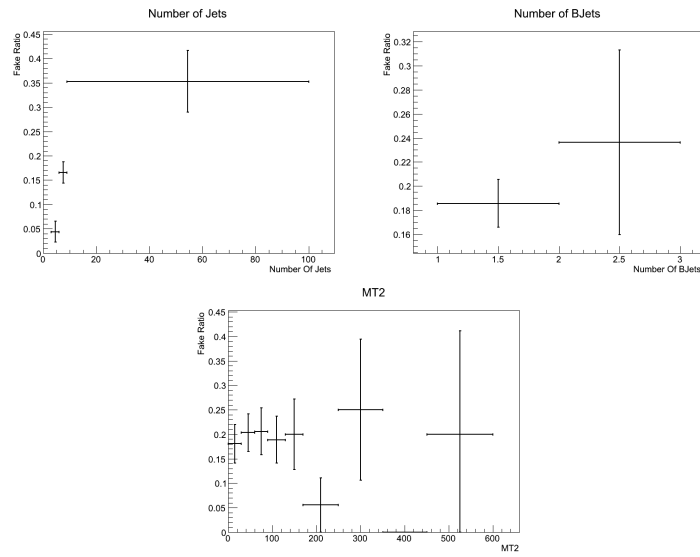 Number of Jets
Fake Ratio
0.45
0.4
0.35
0.3
0.25
0.2
0.15
0.1
0.05
0
0 20 40 60 80 100
Number Of Jets
Number of BJets
Fake Ratio
0.32
0.3
0.28
0.26
0.24
0.22
0.2
0.18
0.16
1 1.5 2 2.5 3
Number Of BJets
MT2
Fake Ratio
0.45
0.4
0.35
0.3
0.25
0.2
0.15
0.1
0.05
0
0 100 200 300 400 500 600
MT2